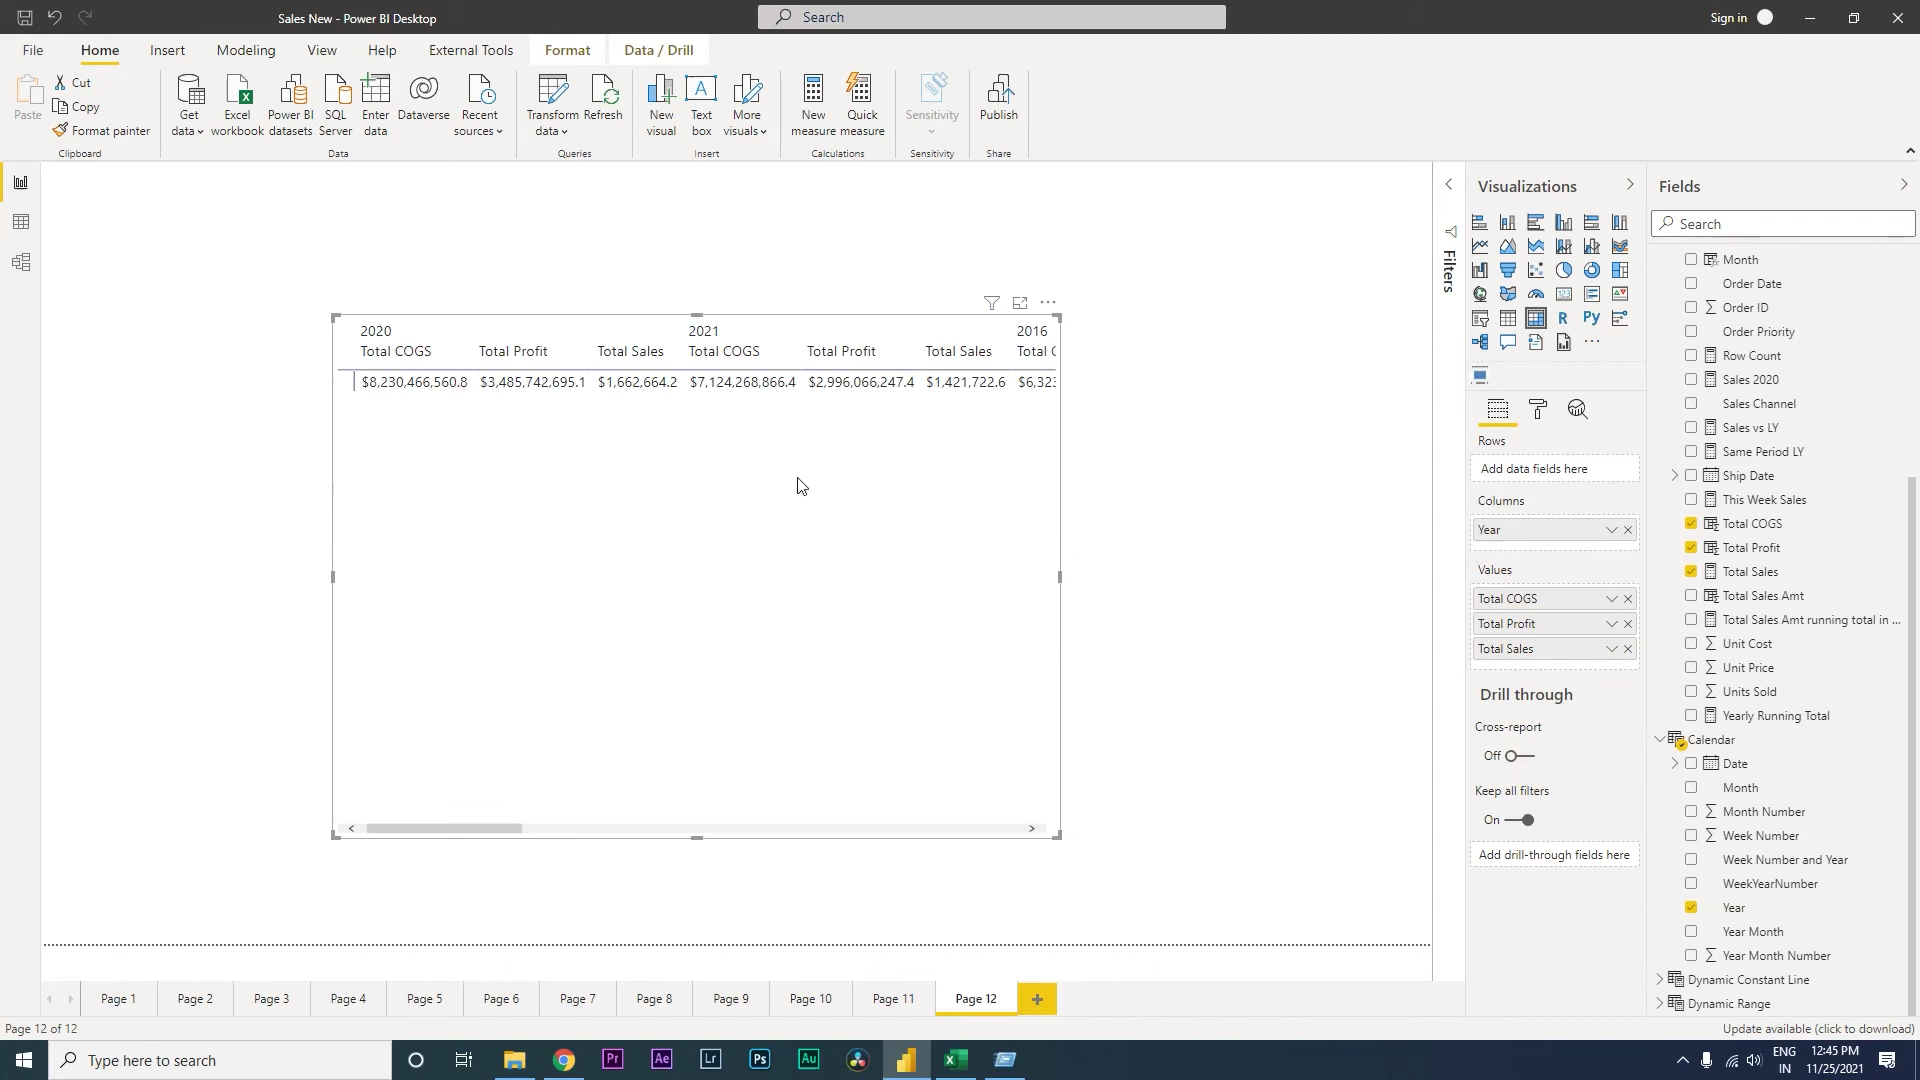 Sales New - Power BI Desktop
Search
Sign in
File Home Insert Modeling View Help External Tools Format Data / Drill
Paste
Cut
Copy
Format painter
Get data
Excel workbook
Power BI datasets
SQL Server
Enter data
Dataverse
Recent sources
Transform data
Refresh
New visual
Text box
More visuals
New measure
Quick measure
Sensitivity
Publish
Clipboard Data Queries Insert Calculations Sensitivity Share
2020 2021 2016
Total COGS Total Profit Total Sales Total COGS Total Profit Total Sales Total C
$8,230,466,560.8 $3,485,742,695.1 $1,662,664.2 $7,124,268,866.4 $2,996,066,247.4 $1,421,722.6 $6,323
Filters
Visualizations
R Py
123
Rows
Add data fields here
Columns
Year
Values
Total COGS
Total Profit
Total Sales
Drill through
Cross-report
Off
Keep all filters
On
Add drill-through fields here
Fields
Search
Month
Order Date
Order ID
Order Priority
Row Count
Sales 2020
Sales Channel
Sales vs LY
Same Period LY
Ship Date
This Week Sales
Total COGS
Total Profit
Total Sales
Total Sales Amt
Total Sales Amt running total in ...
Unit Cost
Unit Price
Units Sold
Yearly Running Total
Calendar
Date
Month
Month Number
Week Number
Week Number and Year
WeekYearNumber
Year
Year Month
Year Month Number
Dynamic Constant Line
Dynamic Range
Page 1 Page 2 Page 3 Page 4 Page 5 Page 6 Page 7 Page 8 Page 9 Page 10 Page 11 Page 12
Page 12 of 12
Update available (click to download)
Type here to search
Pr Ae Lr Ps Au
ENG
IN
12:45 PM
11/25/2021